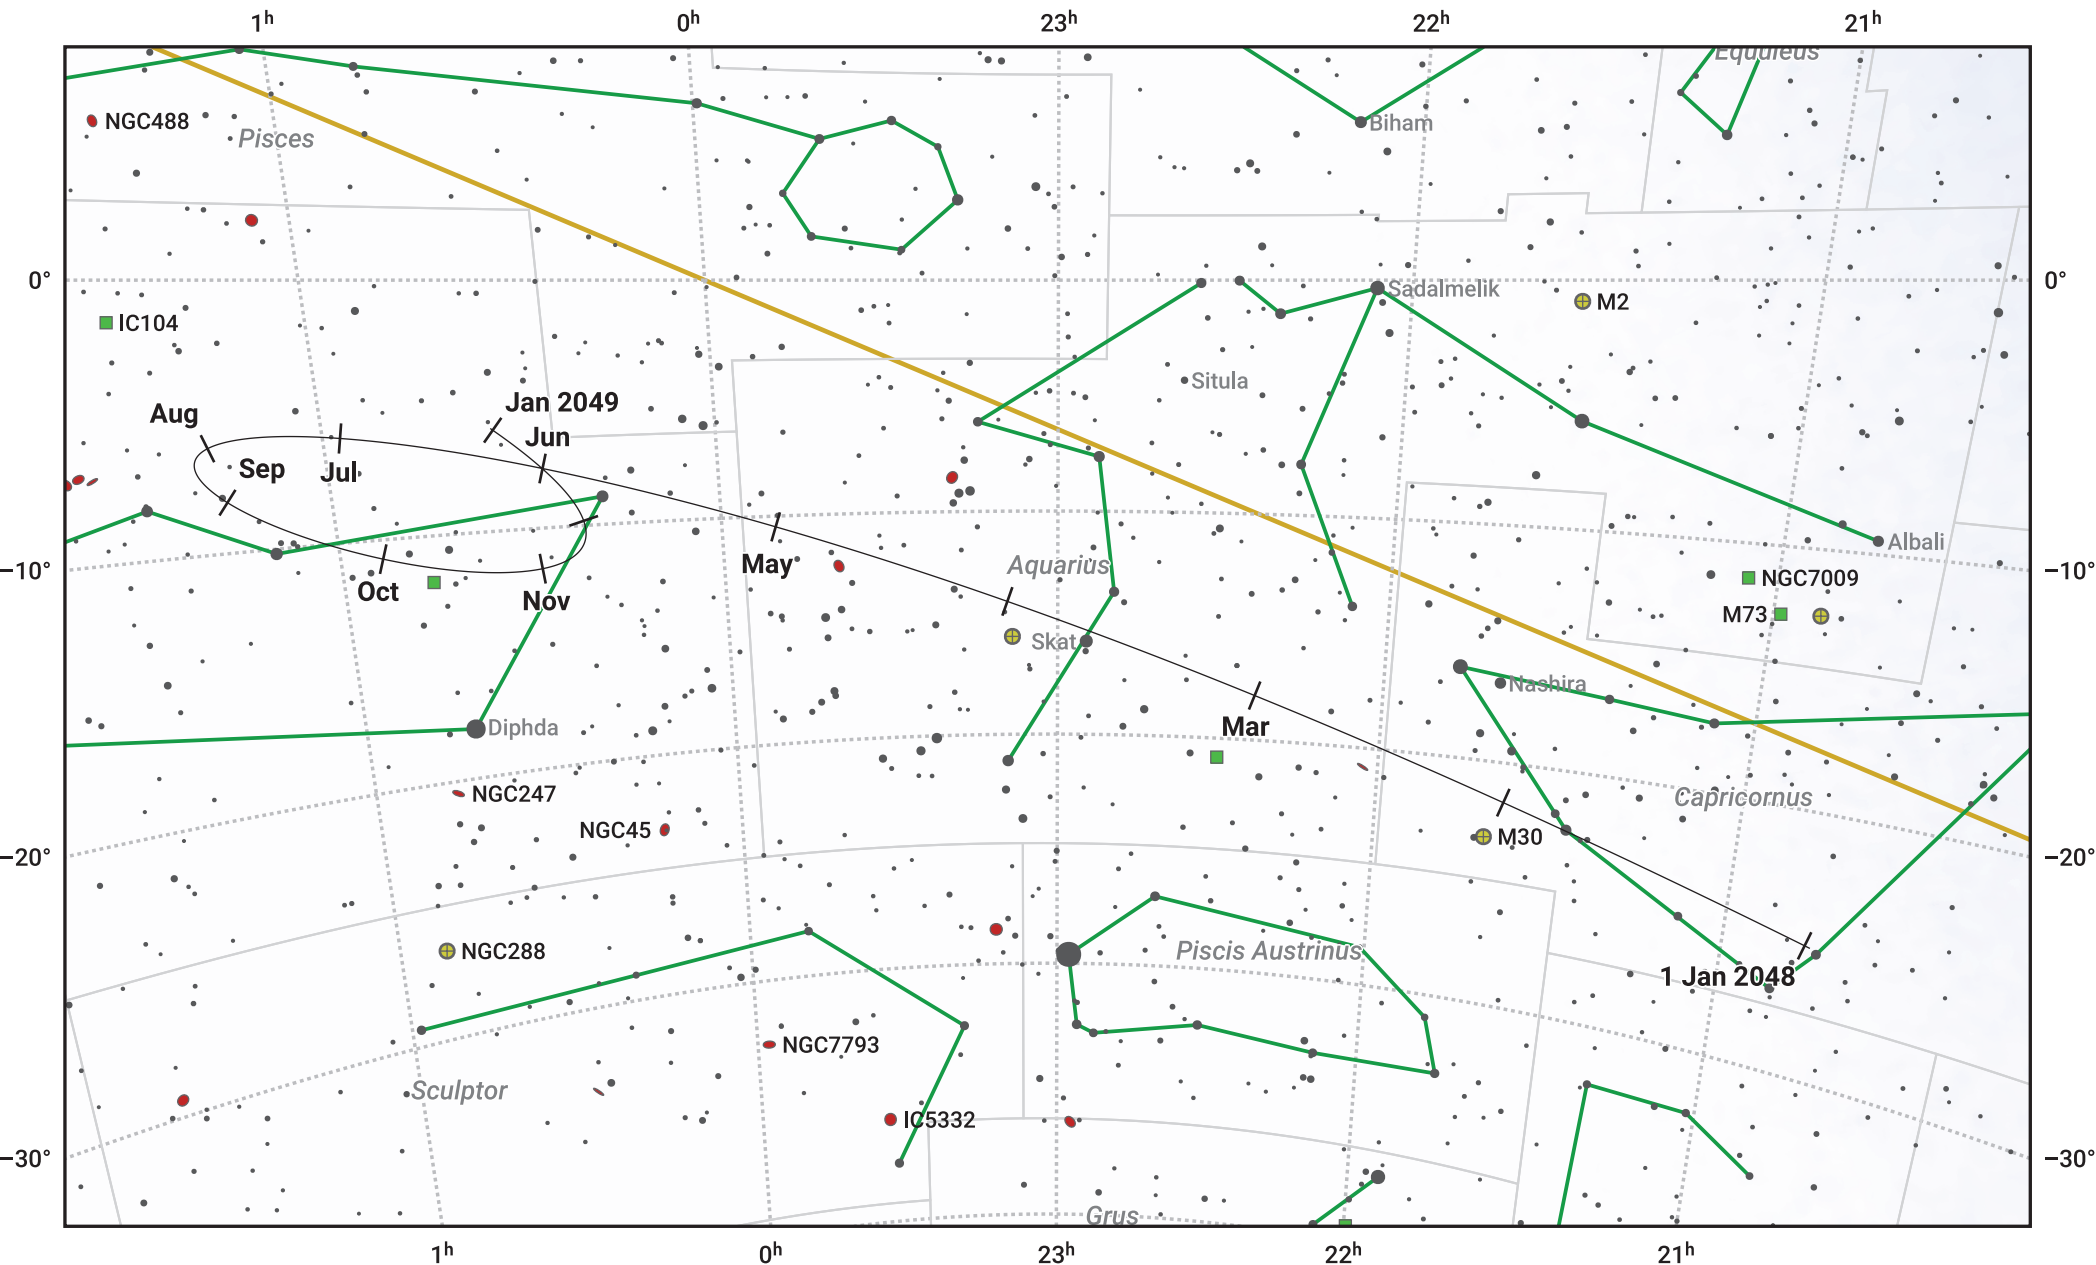 1h 0h 23h 22h 21h
Equuleus
NGC488
Pisces
Biham
0° 0°
Sadalmelik
M2
IC104
Situla
Jan 2049
Aug
Jun
Sep
Jul
Albali
Aquarius
May
−10° −10°
NGC7009
Oct
Nov
M73
Skat
Nashira
Mar
Diphda
NGC247
Capricornus
NGC45
M30
−20° −20°
NGC288
Piscis Austrinus
1 Jan 2048
NGC7793
Sculptor
IC5332
−30° −30°
Grus
1h 0h 23h 22h 21h